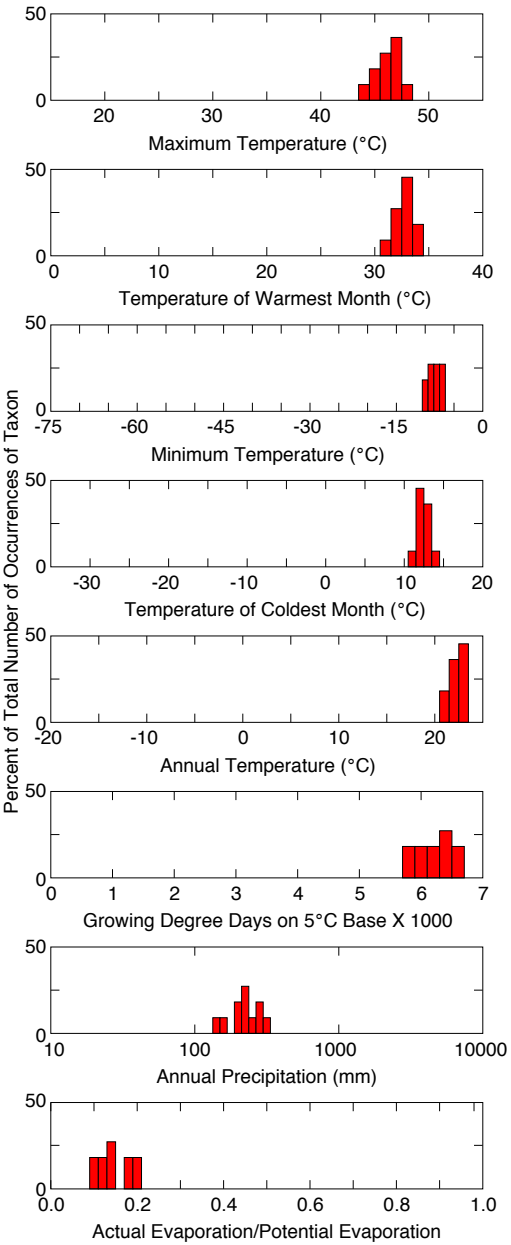 Percent of Total Number of Occurrences of Taxon
50
0
20 30 40 50
Maximum Temperature (°C)
50
0
0 10 20 30 40
Temperature of Warmest Month (°C)
50
0
-75 -60 -45 -30 -15 0
Minimum Temperature (°C)
50
0
-30 -20 -10 0 10 20
Temperature of Coldest Month (°C)
50
0
-20 -10 0 10 20
Annual Temperature (°C)
50
0
0 1 2 3 4 5 6 7
Growing Degree Days on 5°C Base X 1000
50
0
10 100 1000 10000
Annual Precipitation (mm)
50
0
0.0 0.2 0.4 0.6 0.8 1.0
Actual Evaporation/Potential Evaporation